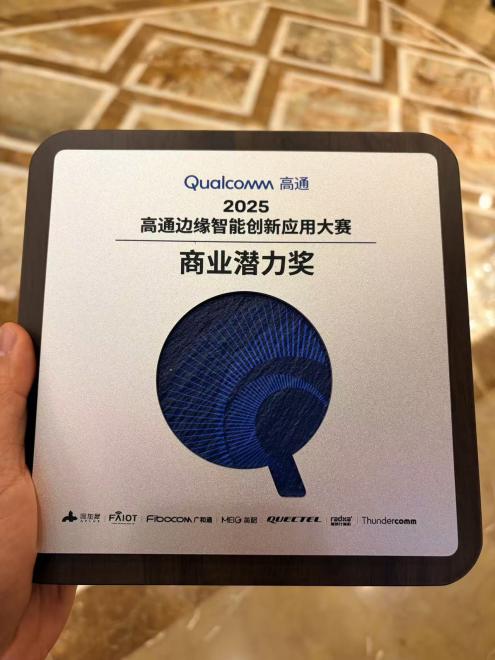 Qualcomm 高通
2025
高通边缘智能创新应用大赛
商业潜力奖
FAIOT Fibocom 广和通 MEIG 美格 QUECTEL radxa Thundercomm